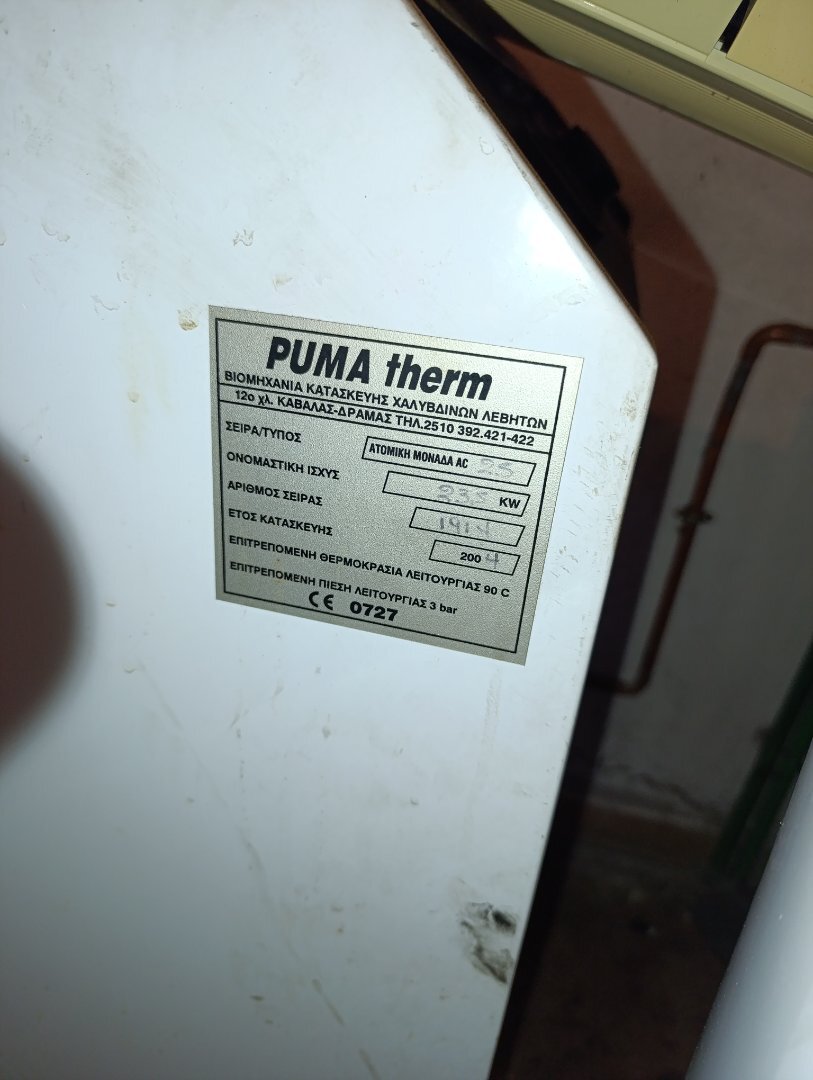 PUMA therm
ΒΙΟΜΗΧΑΝΙΑ ΚΑΤΑΣΚΕΥΗΣ ΧΑΛΥΒΔΙΝΩΝ ΛΕΒΗΤΩΝ
12ο χλ. ΚΑΒΑΛΑΣ-ΔΡΑΜΑΣ ΤΗΛ.2510 392.421-422
ΣΕΙΡΑ/ΤΥΠΟΣ ΑΤΟΜΙΚΗ ΜΟΝΑΔΑ AC
ΟΝΟΜΑΣΤΙΚΗ ΙΣΧΥΣ KW
ΑΡΙΘΜΟΣ ΣΕΙΡΑΣ
ΕΤΟΣ ΚΑΤΑΣΚΕΥΗΣ 2004
ΕΠΙΤΡΕΠΟΜΕΝΗ ΘΕΡΜΟΚΡΑΣΙΑ ΛΕΙΤΟΥΡΓΙΑΣ 90 C
ΕΠΙΤΡΕΠΟΜΕΝΗ ΠΙΕΣΗ ΛΕΙΤΟΥΡΓΙΑΣ 3 bar
CE 0727